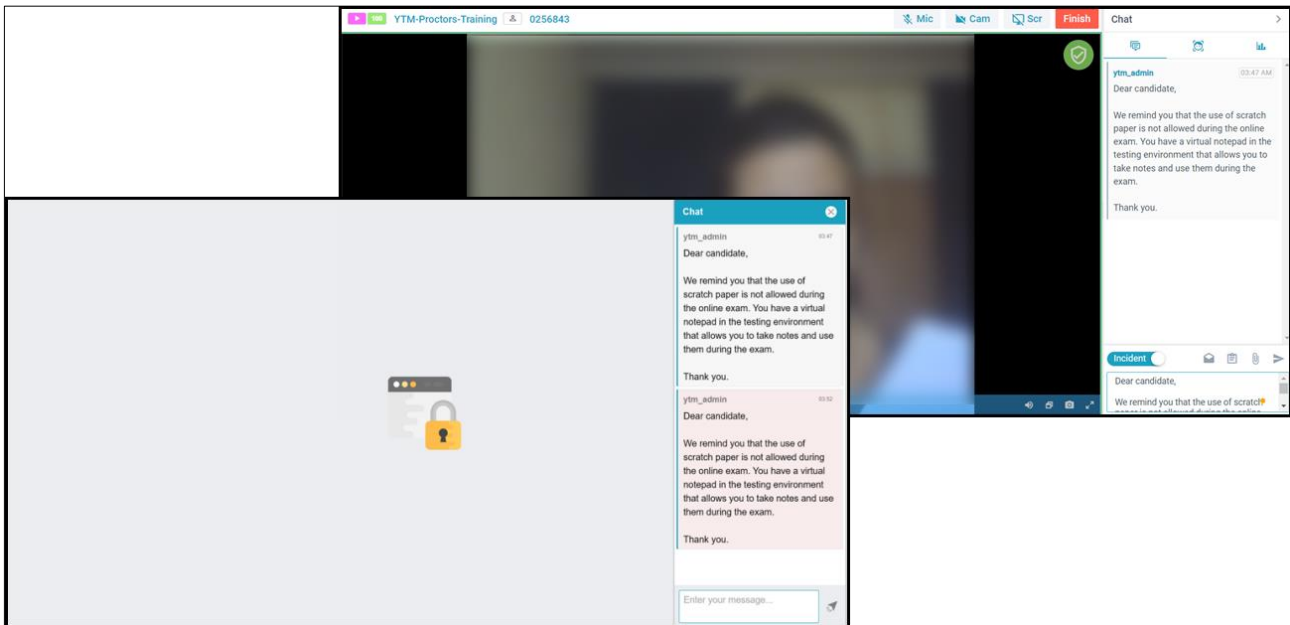 YTM-Proctors-Training 0256843
Mic Cam Scr Finish
Chat
ytm_admin 03:47 AM
Dear candidate,
We remind you that the use of scratch
paper is not allowed during the online
exam. You have a virtual notepad in the
testing environment that allows you to
take notes and use them during the
exam.
Thank you.
Incident
Dear candidate,
We remind you that the use of scratch
Chat
ytm_admin 03:47
Dear candidate,
We remind you that the use of
scratch paper is not allowed during
the online exam. You have a virtual
notepad in the testing environment
that allows you to take notes and use
them during the exam.
Thank you.
ytm_admin 03:52
Dear candidate,
We remind you that the use of
scratch paper is not allowed during
the online exam. You have a virtual
notepad in the testing environment
that allows you to take notes and use
them during the exam.
Thank you.
Enter your message...